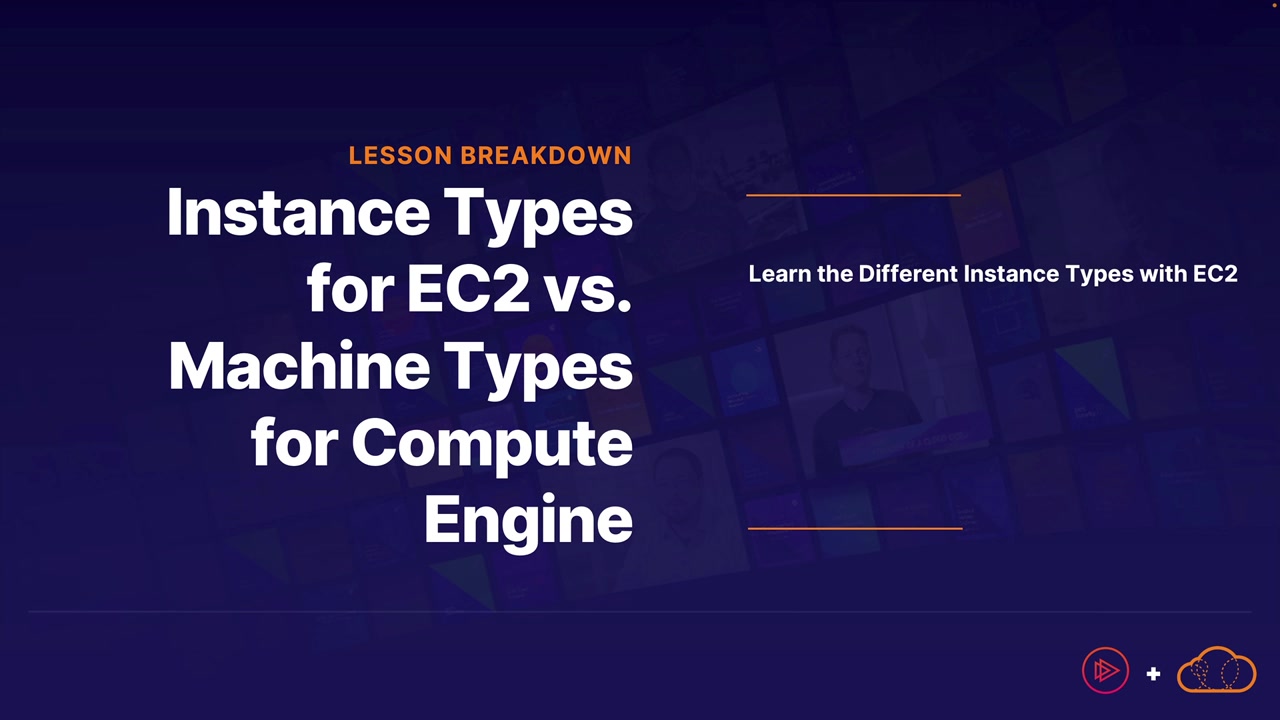 LESSON BREAKDOWN
Instance Types
for EC2 vs.
Machine Types
for Compute
Engine
Learn the Different Instance Types with EC2
+